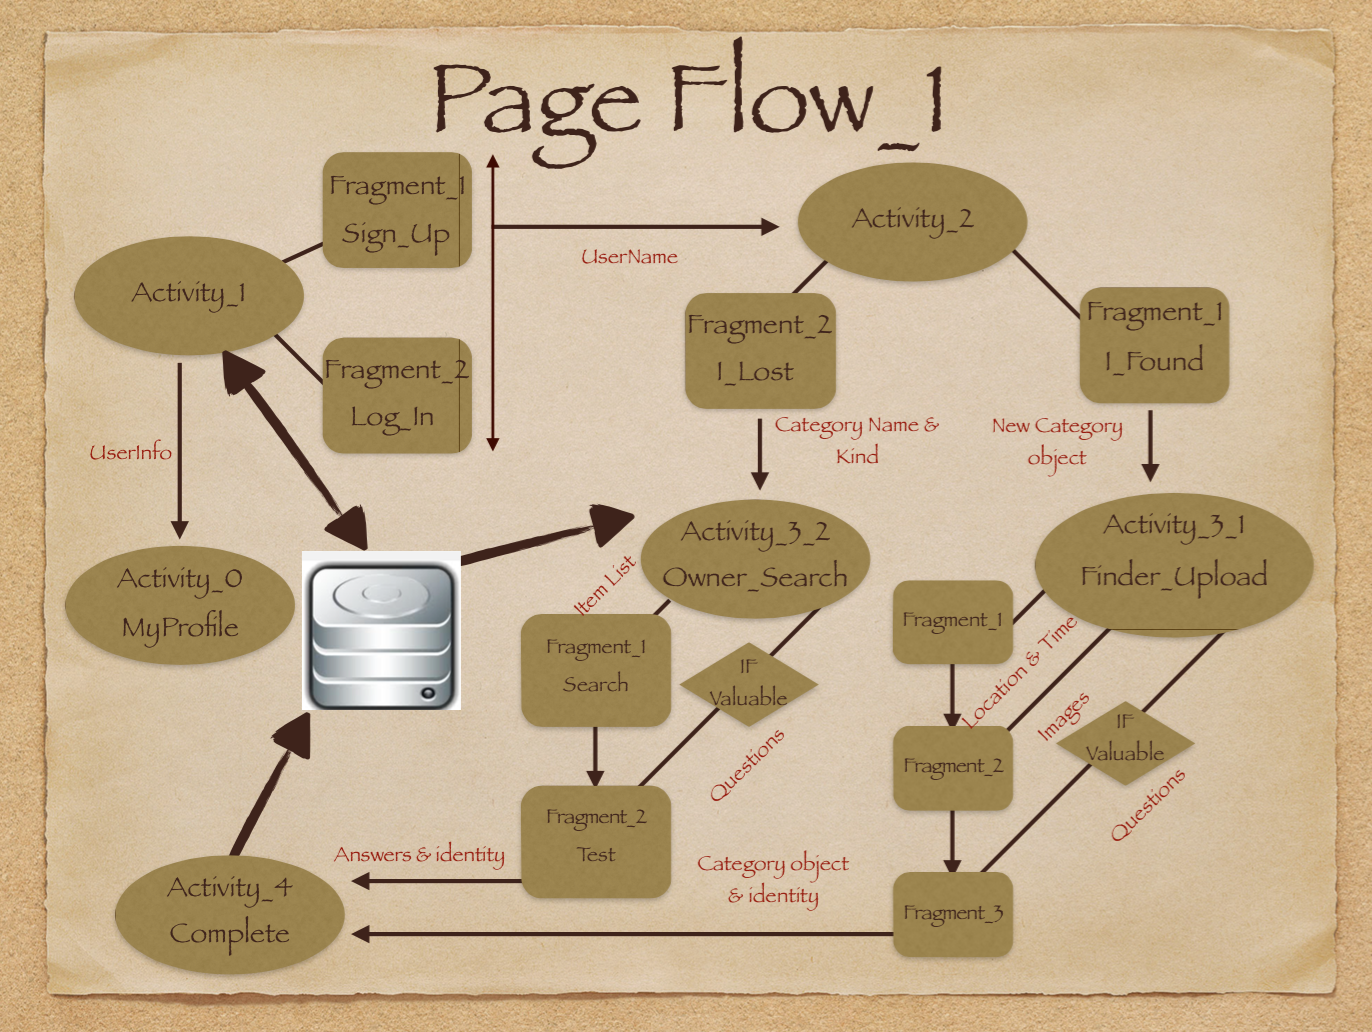 Page Flow_1
Fragment_1
Sign_Up
Activity_2
UserName
Activity_1
Fragment_2
I_Lost
Fragment_1
I_Found
Fragment_2
Log_In
UserInfo
Category Name &
Kind
New Category
object
Activity_0
MyProfile
Activity_3_2
Owner_Search
Activity_3_1
Finder_Upload
Item List
Fragment_1
Search
IF
Valuable
Questions
Fragment_1
Location & Time
Fragment_2
Images
IF
Valuable
Questions
Fragment_2
Test
Answers & identity
Category object
& identity
Activity_4
Complete
Fragment_3